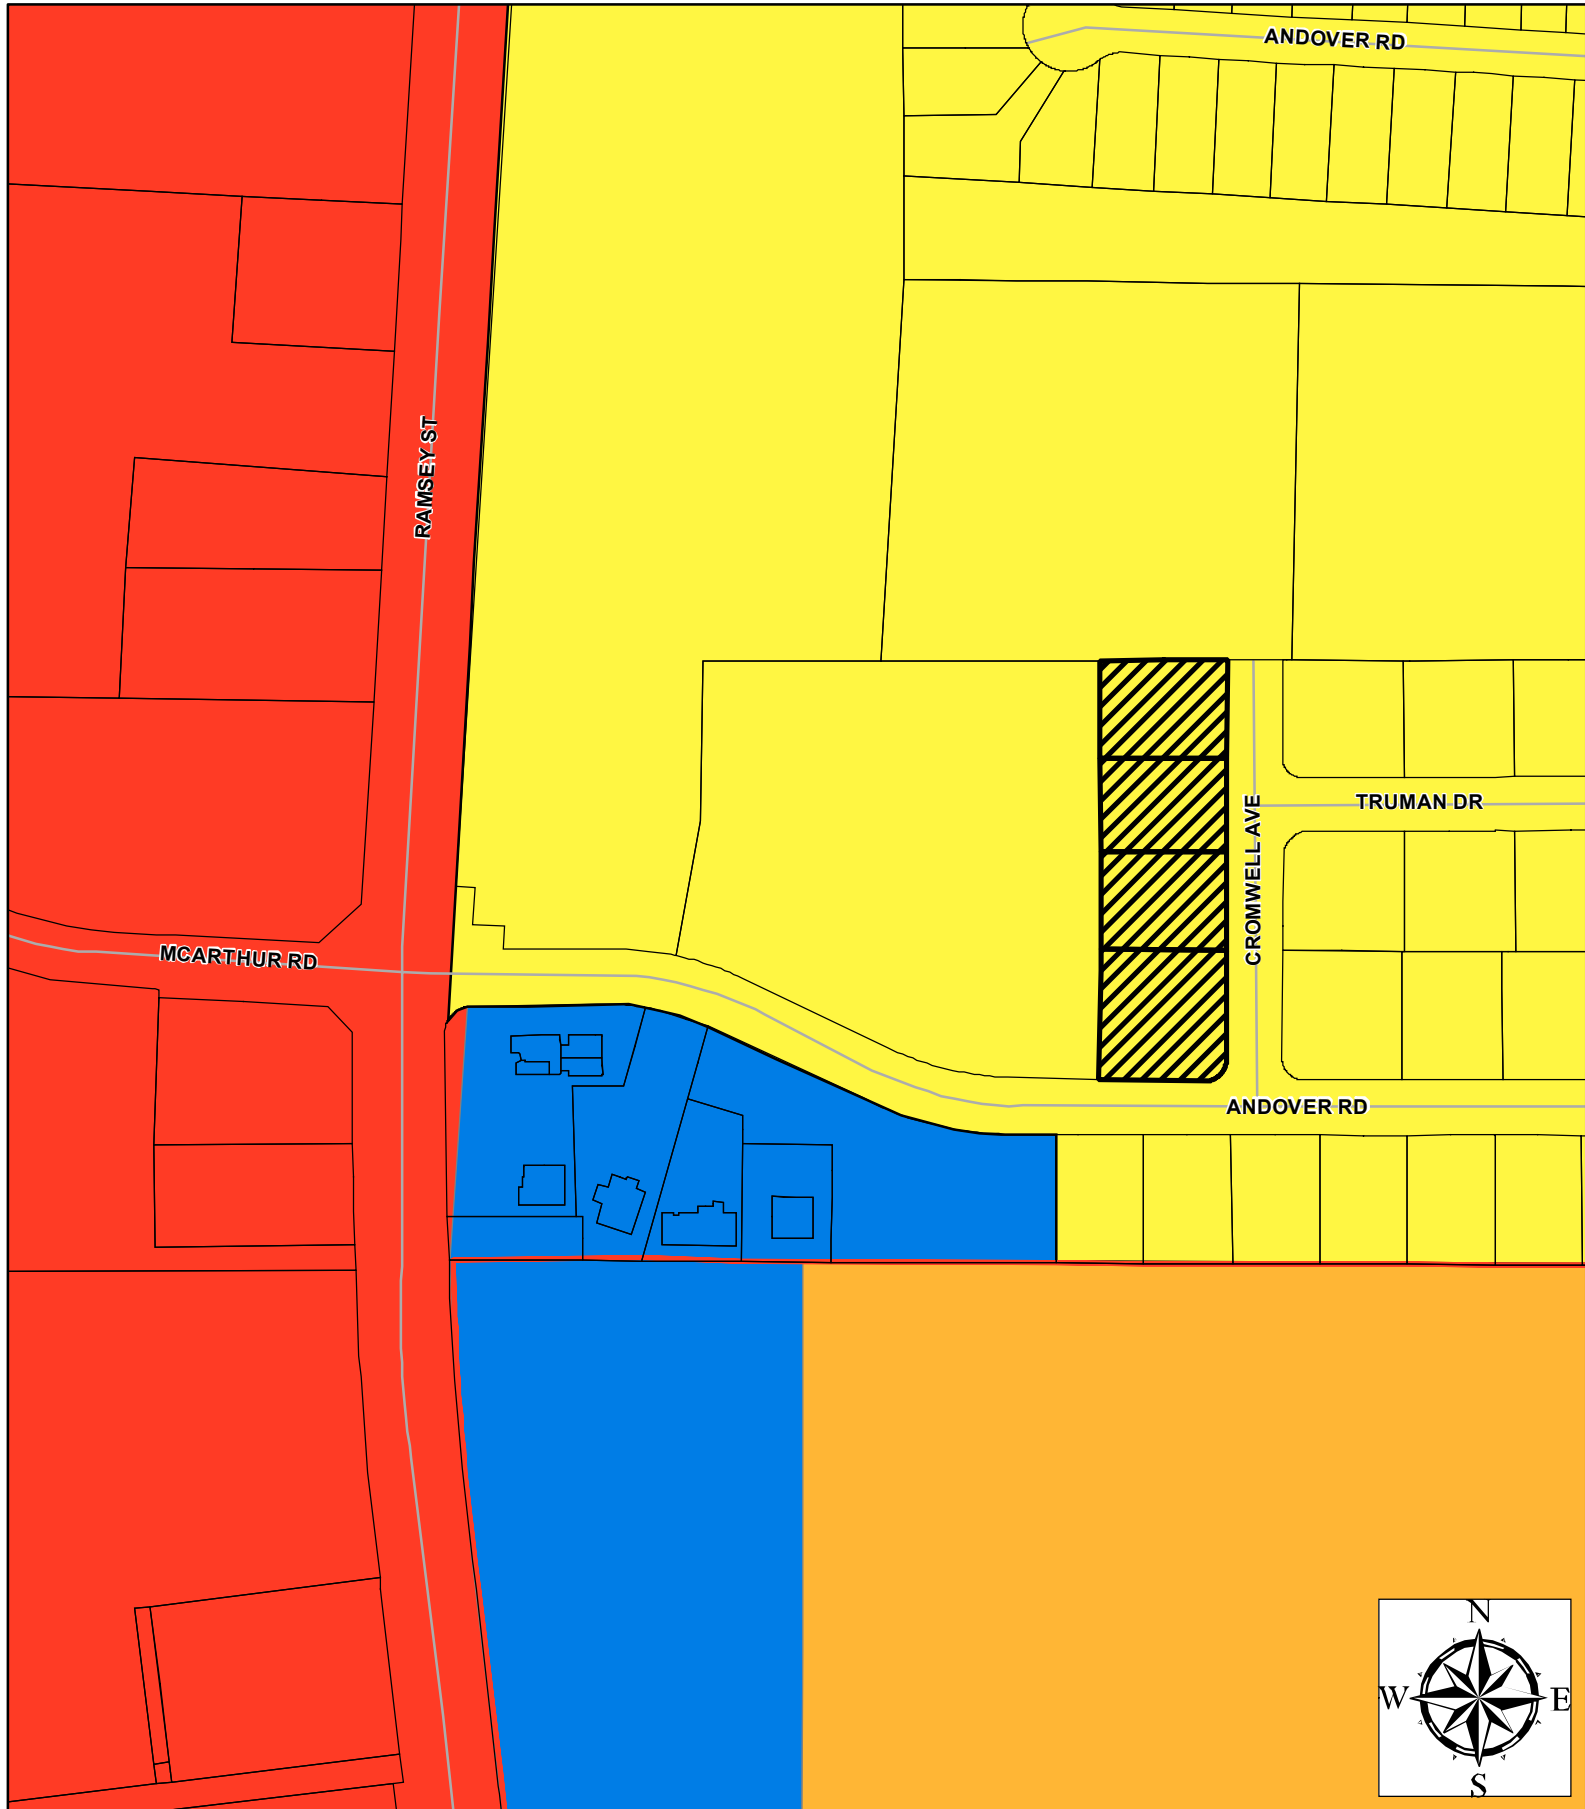 ANDOVER RD
RAMSEY ST
TRUMAN DR
CROMWELL AVE
MCARTHUR RD
ANDOVER RD
N
W
E
S